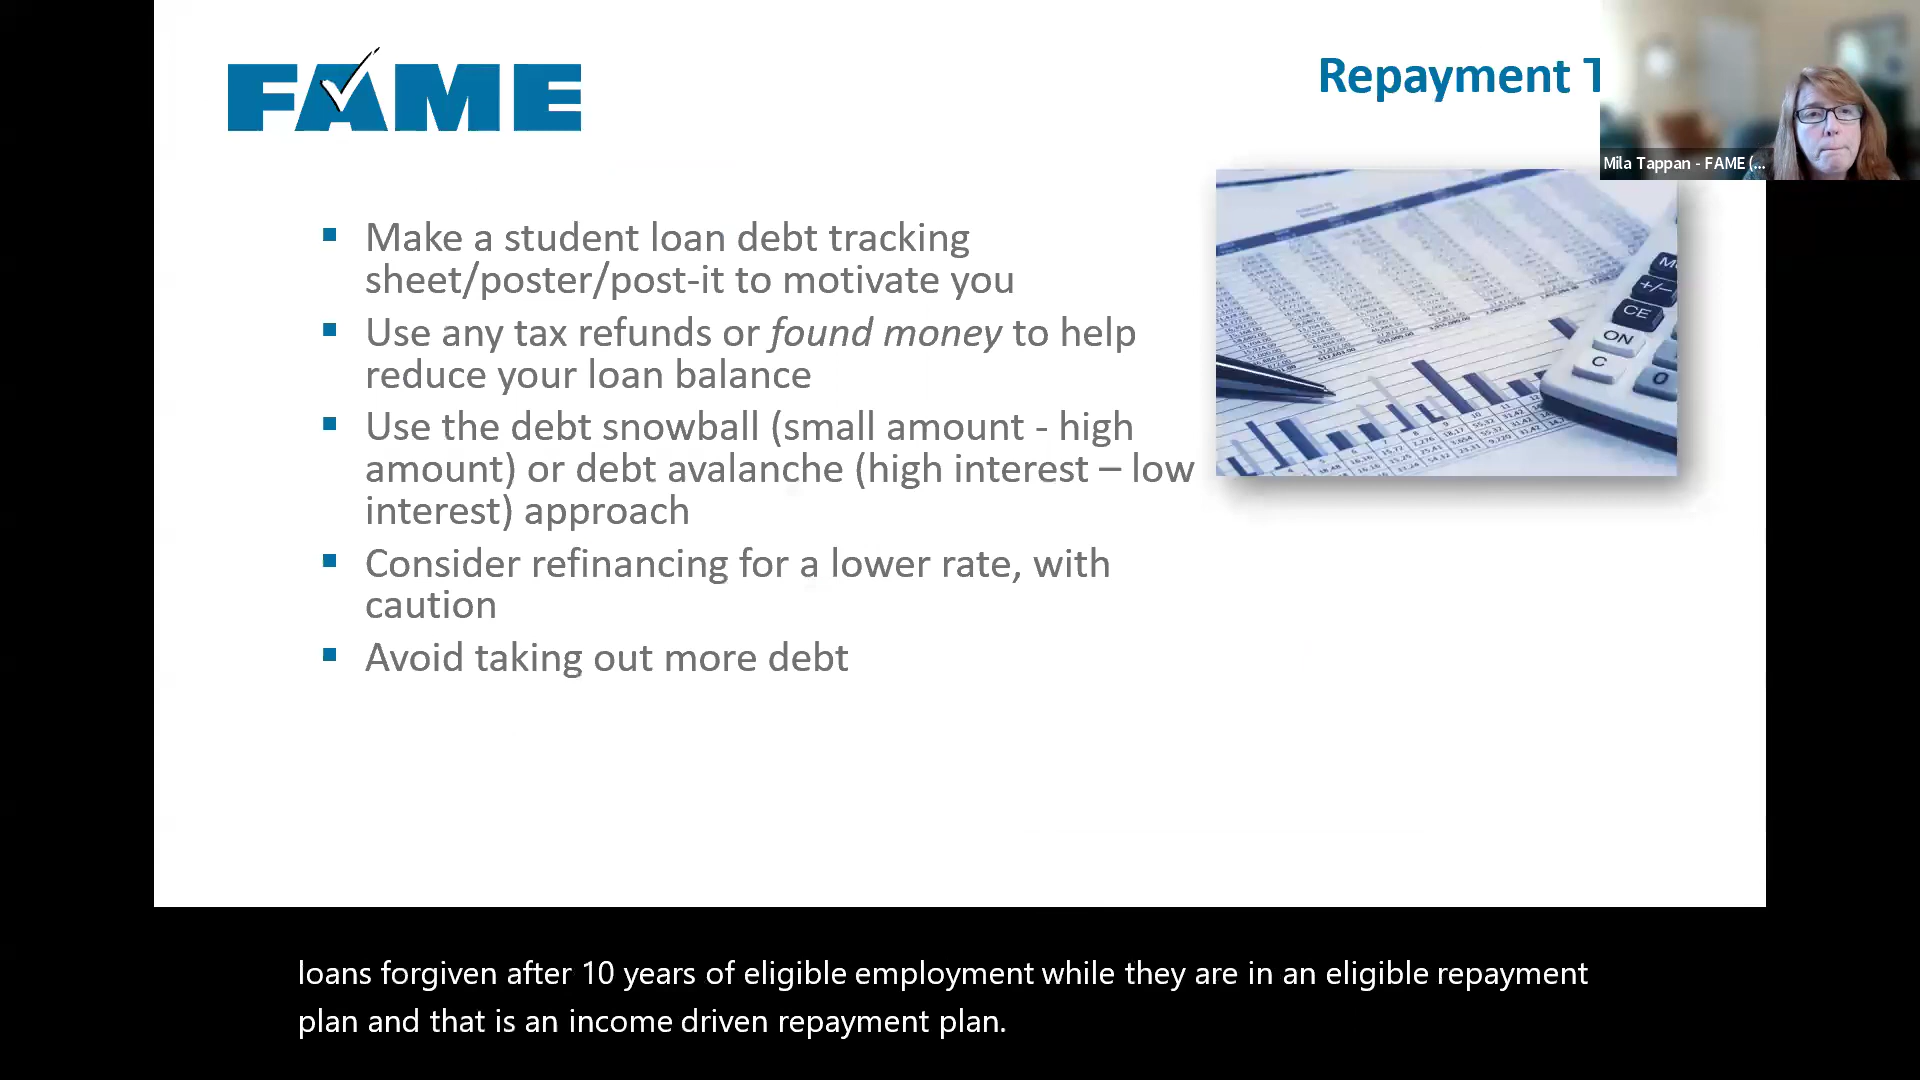 FAME
Repayment T
Mila Tappan - FAME (...
Make a student loan debt tracking
sheet/poster/post-it to motivate you
Use any tax refunds or found money to help
reduce your loan balance
Use the debt snowball (small amount - high
amount) or debt avalanche (high interest – low
interest) approach
Consider refinancing for a lower rate, with
caution
Avoid taking out more debt
+/−
CE
ON
C
0
loans forgiven after 10 years of eligible employment while they are in an eligible repayment
plan and that is an income driven repayment plan.